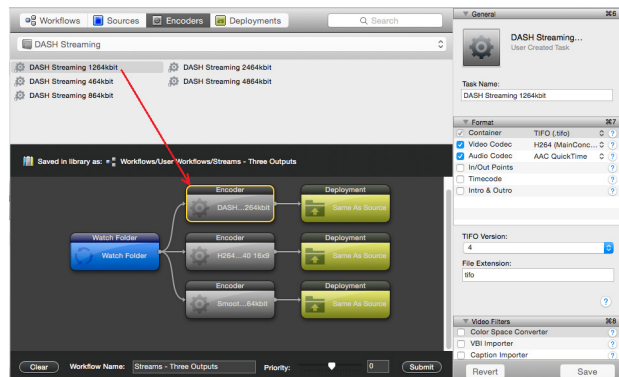 Workflows Sources Encoders Deployments Search
DASH Streaming
DASH Streaming 1264kbit DASH Streaming 2464kbit
DASH Streaming 464kbit DASH Streaming 4864kbit
DASH Streaming 864kbit
Saved in library as: Workflows/User Workflows/Streams - Three Outputs
Encoder Deployment
DASH...264kbit Same As Source
Watch Folder Encoder Deployment
Watch Folder H264...40 16x9 Same As Source
Encoder Deployment
Smoot...64kbit Same As Source
Clear Workflow Name: Streams - Three Outputs Priority: 0 Submit
General ⌘6
DASH Streaming...
User Created Task
Task Name:
DASH Streaming 1264kbit
Format ⌘7
Container TIFO (.tifo) ?
Video Codec H264 (MainConc... ?
Audio Codec AAC QuickTime ?
In/Out Points ?
Timecode ?
Intro & Outro ?
TIFO Version:
4
File Extension:
tifo
?
Video Filters ⌘8
Color Space Converter ?
VBI Importer ?
Caption Importer ?
Revert Save